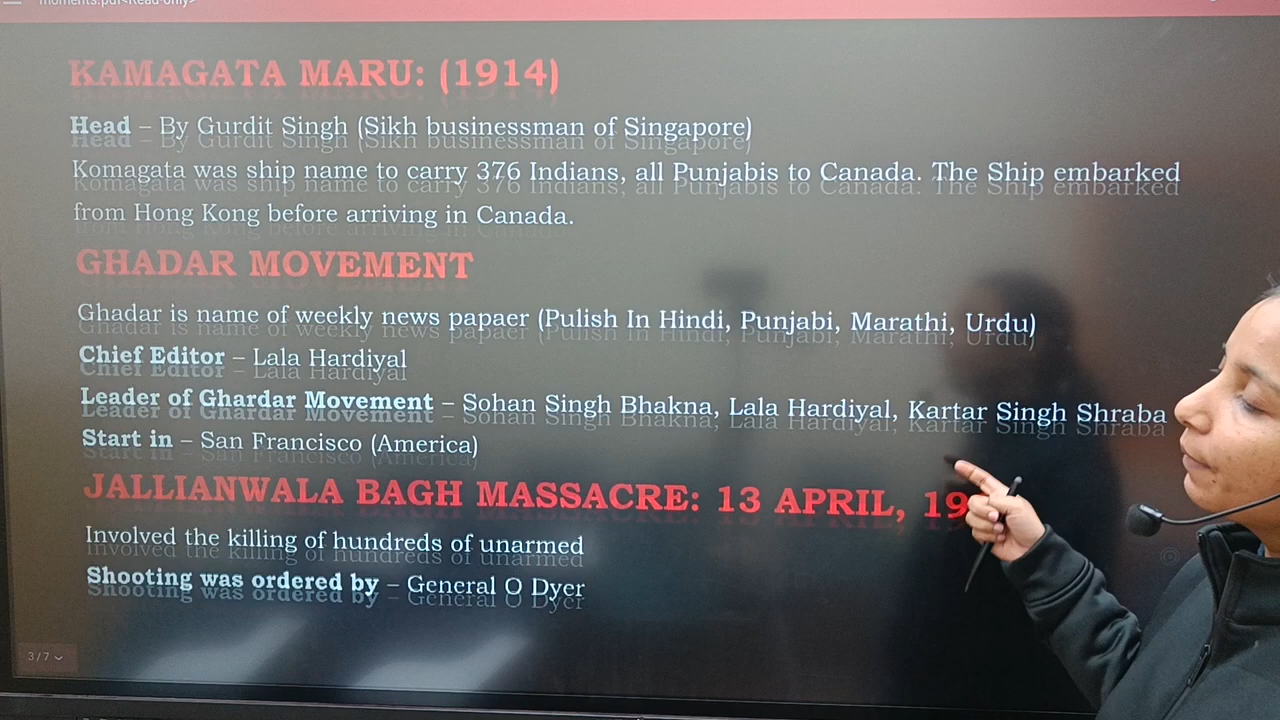 moments.pdf<Read-only>
KAMAGATA MARU: (1914)
Head – By Gurdit Singh (Sikh businessman of Singapore)
Komagata was ship name to carry 376 Indians, all Punjabis to Canada. The Ship embarked
from Hong Kong before arriving in Canada.
GHADAR MOVEMENT
Ghadar is name of weekly news papaer (Pulish In Hindi, Punjabi, Marathi, Urdu)
Chief Editor – Lala Hardiyal
Leader of Ghardar Movement – Sohan Singh Bhakna, Lala Hardiyal, Kartar Singh Shraba
Start in – San Francisco (America)
JALLIANWALA BAGH MASSACRE: 13 APRIL, 19
Involved the killing of hundreds of unarmed
Shooting was ordered by – General O Dyer
3/7